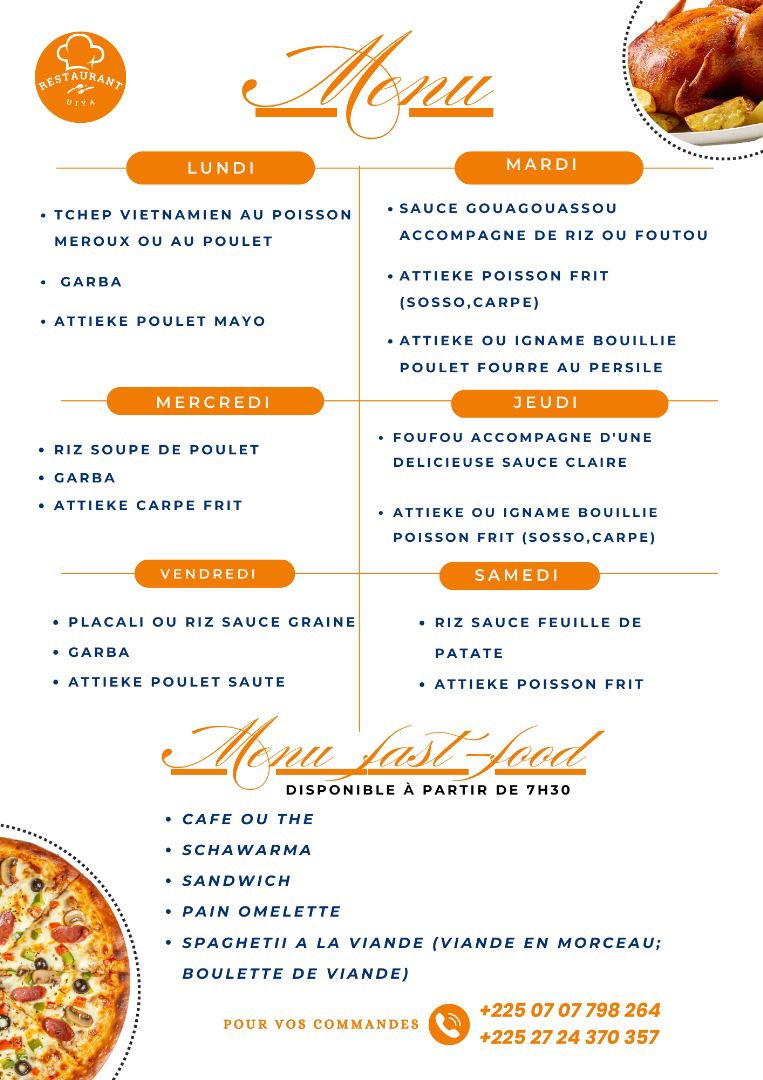 RESTAURANT
UIYA
Menu
LUNDI
TCHEP VIETNAMIEN AU POISSON
MEROUX OU AU POULET
GARBA
ATTIEKE POULET MAYO
MARDI
SAUCE GOUAGOUASSOU
ACCOMPAGNE DE RIZ OU FOUTOU
ATTIEKE POISSON FRIT
(SOSSO,CARPE)
ATTIEKE OU IGNAME BOUILLIE
POULET FOURRE AU PERSILE
MERCREDI
RIZ SOUPE DE POULET
GARBA
ATTIEKE CARPE FRIT
JEUDI
FOUFOU ACCOMPAGNE D'UNE
DELICIEUSE SAUCE CLAIRE
ATTIEKE OU IGNAME BOUILLIE
POISSON FRIT (SOSSO,CARPE)
VENDREDI
PLACALI OU RIZ SAUCE GRAINE
GARBA
ATTIEKE POULET SAUTE
SAMEDI
RIZ SAUCE FEUILLE DE
PATATE
ATTIEKE POISSON FRIT
Menu fast-food
DISPONIBLE À PARTIR DE 7H30
CAFE OU THE
SCHAWARMA
SANDWICH
PAIN OMELETTE
SPAGHETII A LA VIANDE (VIANDE EN MORCEAU;
BOULETTE DE VIANDE)
POUR VOS COMMANDES
+225 07 07 798 264
+225 27 24 370 357